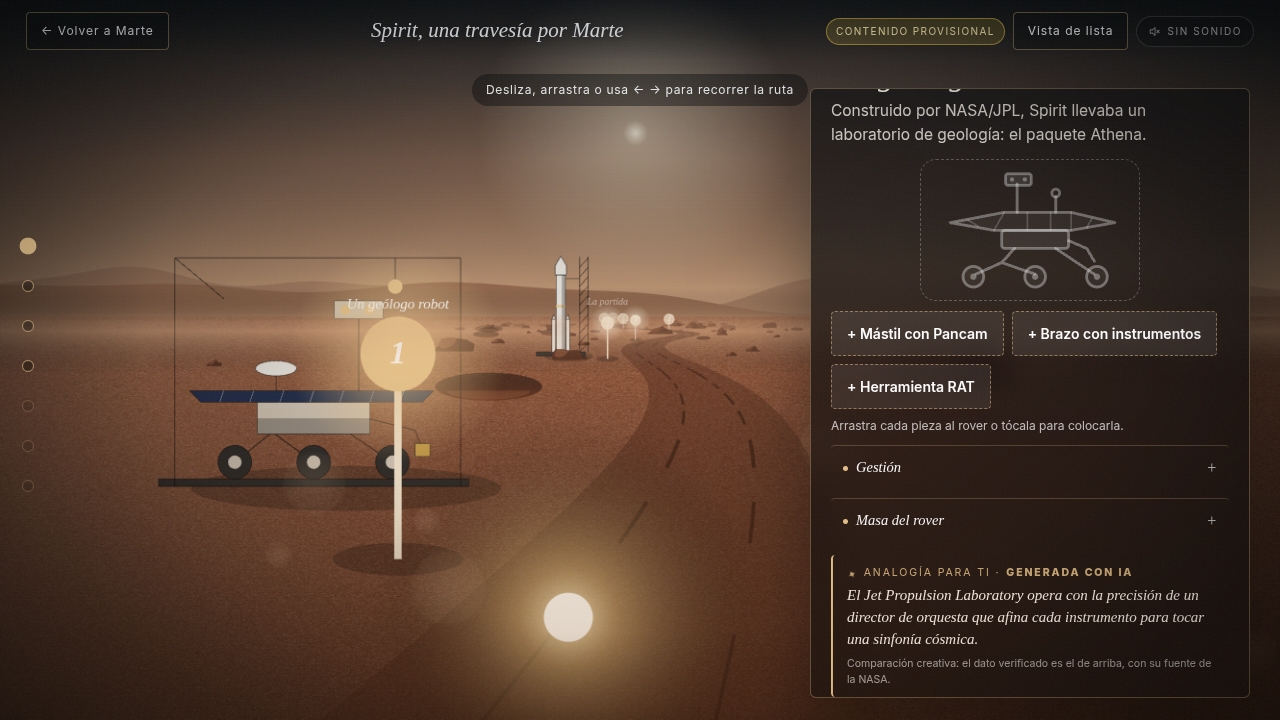 ← Volver a Marte
Spirit, una travesía por Marte
CONTENIDO PROVISIONAL
Vista de lista
SIN SONIDO
Desliza, arrastra o usa ← → para recorrer la ruta
Un geólogo robot
1
La partida
Construido por NASA/JPL, Spirit llevaba un
laboratorio de geología: el paquete Athena.
+ Mástil con Pancam
+ Brazo con instrumentos
+ Herramienta RAT
Arrastra cada pieza al rover o tócala para colocarla.
Gestión +
Masa del rover +
ANALOGÍA PARA TI · GENERADA CON IA
El Jet Propulsion Laboratory opera con la precisión de un
director de orquesta que afina cada instrumento para tocar
una sinfonía cósmica.
Comparación creativa: el dato verificado es el de arriba, con su fuente de
la NASA.